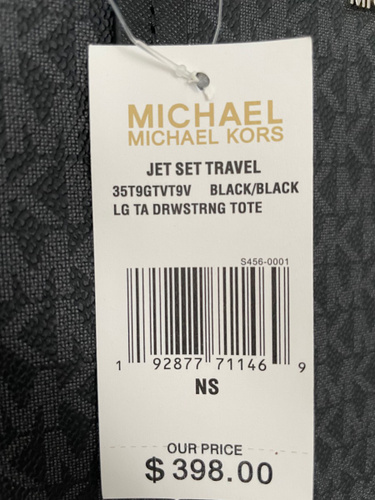 MICHAEL
MICHAEL KORS
JET SET TRAVEL
35T9GTVT9V BLACK/BLACK
LG TA DRWSTRNG TOTE
S456-0001
1 92877 71146 9
NS
OUR PRICE
$ 398.00